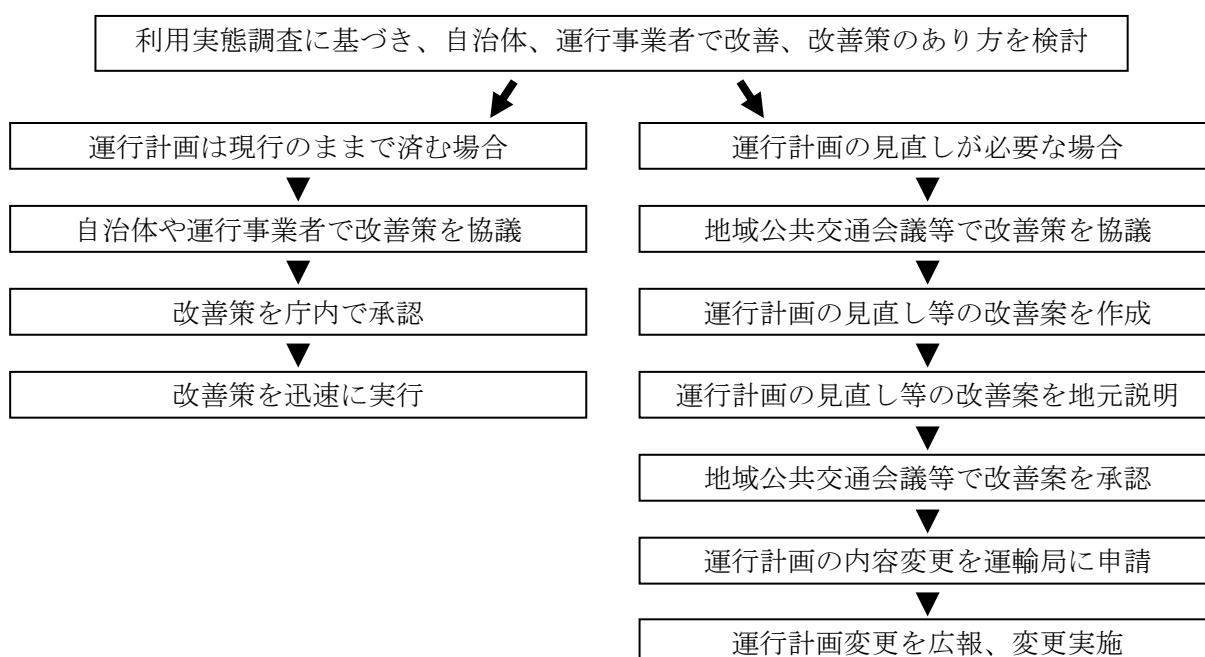 利用実態調査に基づき、自治体、運行事業者で改善、改善策のあり方を検討
運行計画は現行のままで済む場合
自治体や運行事業者で改善策を協議
改善策を庁内で承認
改善策を迅速に実行
運行計画の見直しが必要な場合
地域公共交通会議等で改善策を協議
運行計画の見直し等の改善案を作成
運行計画の見直し等の改善案を地元説明
地域公共交通会議等で改善案を承認
運行計画の内容変更を運輸局に申請
運行計画変更を広報、変更実施